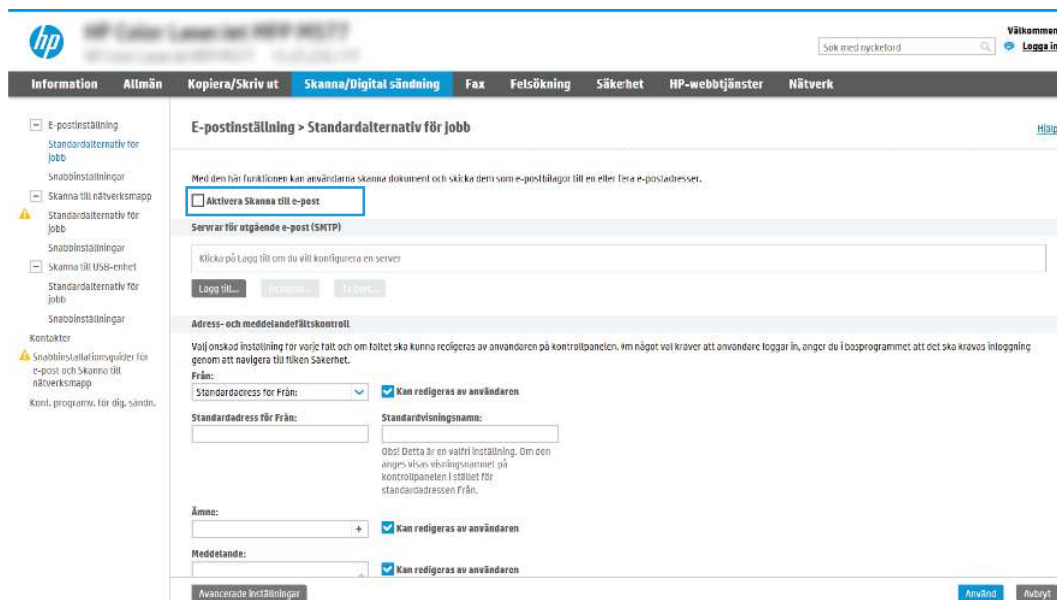 hp
Välkommen
Sök med nyckelord
Logga in
Information Allmän Kopiera/Skriv ut Skanna/Digital sändning Fax Felsökning Säkerhet HP-webbtjänster Nätverk
E-postinställning
Standardalternativ för
jobb
Snabbinställningar
Skanna till nätverksmapp
Standardalternativ för
jobb
Snabbinställningar
Skanna till USB-enhet
Standardalternativ för
jobb
Snabbinställningar
Kontakter
Snabbinstallationsguider för
e-post och Skanna till
nätverksmapp
Konf. programv. för dig. sändn.
E-postinställning > Standardalternativ för jobb
Hjälp
Med den här funktionen kan användarna skanna dokument och skicka dem som e-postbilagor till en eller flera e-postadresser.
Aktivera Skanna till e-post
Servrar för utgående e-post (SMTP)
Klicka på Lägg till om du vill konfigurera en server
Lägg till...
Adress- och meddelandefältskontroll
Välj önskad inställning för varje fält och om fältet ska kunna redigeras av användaren på kontrollpanelen. Om något val kräver att användare loggar in, anger du i basprogrammet att det ska krävas inloggning
genom att navigera till fliken Säkerhet.
Från:
Standardadress för Från:
Kan redigeras av användaren
Standardadress för Från:
Standardvisningsnamn:
Obs! Detta är en valfri inställning. Om den
anges visas visningsnamnet på
kontrollpanelen i stället för
standardadressen Från.
Ämne:
+
Kan redigeras av användaren
Meddelande:
Kan redigeras av användaren
Avancerade inställningar
Använd
Avbryt